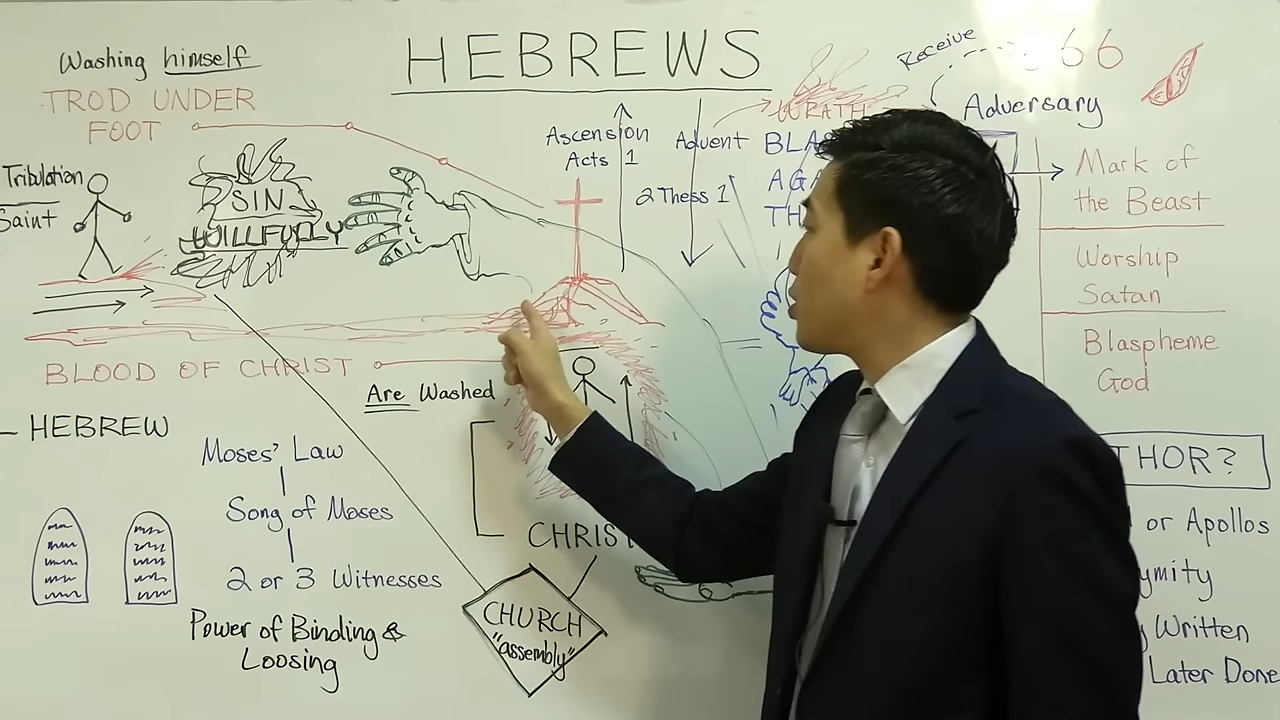 HEBREWS
Washing himself
TROD UNDER
FOOT
Tribulation
Saint
SIN
WILLFULLY
Ascension
Acts 1
Advent
2 Thess 1
WRATH
Receive
66
Adversary
Mark of
the Beast
Worship
Satan
Blaspheme
God
BLOOD OF CHRIST
Are Washed
HEBREW
Moses' Law
Song of Moses
2 or 3 Witnesses
Power of Binding &
Loosing
CHRIST
CHURCH
"assembly"
or Apollos
Written
Later Done